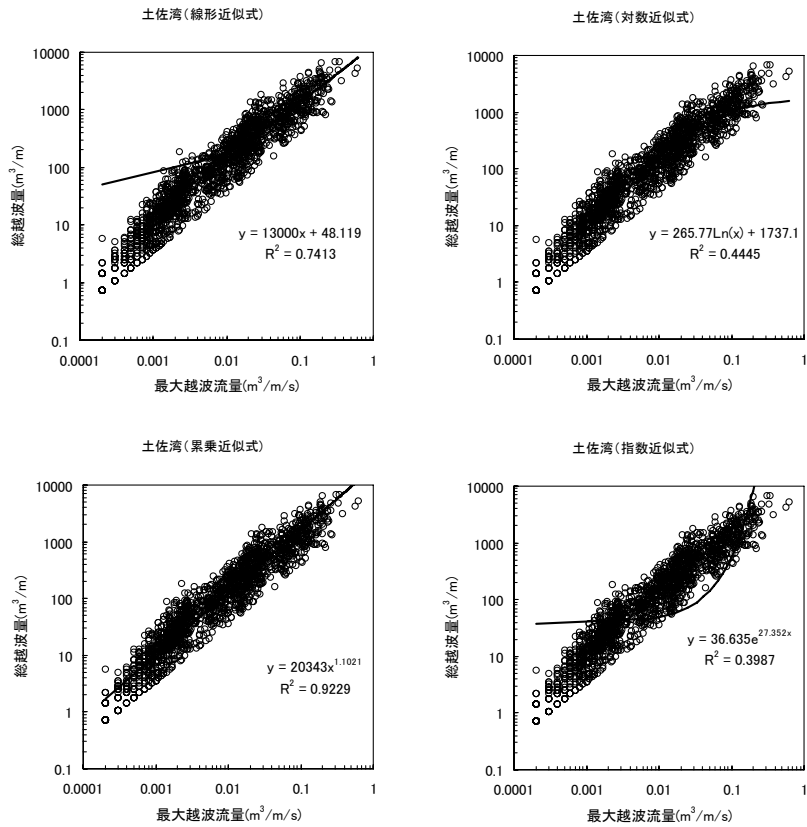 土佐湾(線形近似式)
10000
1000
100
10
1
0.1
総越波量(m³/m)
y = 13000x + 48.119
R² = 0.7413
0.0001 0.001 0.01 0.1 1
最大越波流量(m³/m/s)
土佐湾(対数近似式)
10000
1000
100
10
1
0.1
総越波量(m³/m)
y = 265.77Ln(x) + 1737.1
R² = 0.4445
0.0001 0.001 0.01 0.1 1
最大越波流量(m³/m/s)
土佐湾(累乗近似式)
10000
1000
100
10
1
0.1
総越波量(m³/m)
y = 20343x^1.1021
R² = 0.9229
0.0001 0.001 0.01 0.1 1
最大越波流量(m³/m/s)
土佐湾(指数近似式)
10000
1000
100
10
1
0.1
総越波量(m³/m)
y = 36.635e^27.352x
R² = 0.3987
0.0001 0.001 0.01 0.1 1
最大越波流量(m³/m/s)